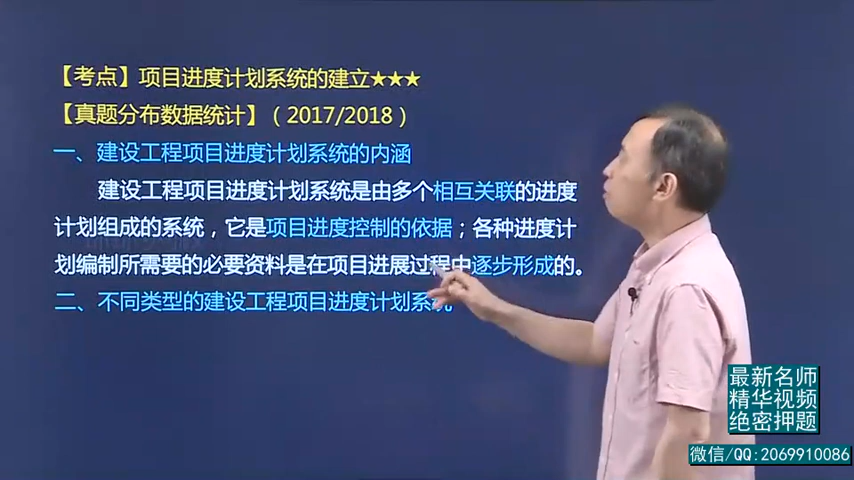 【考点】项目进度计划系统的建立★★★
【真题分布数据统计】（2017/2018）
一、建设工程项目进度计划系统的内涵
建设工程项目进度计划系统是由多个相互关联的进度
计划组成的系统，它是项目进度控制的依据；各种进度计
划编制所需要的必要资料是在项目进展过程中逐步形成的。
二、不同类型的建设工程项目进度计划系统
最新名师
精华视频
绝密押题
微信/QQ:2069910086